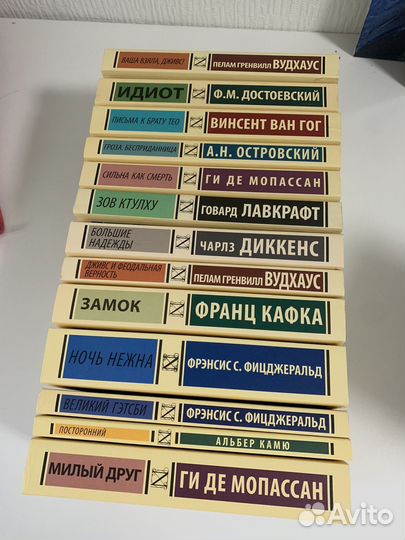 ВАША ВЗЯЛА, ДЖИВС!
ПЕЛАМ ГРЕНВИЛЛ ВУДХАУС
ИДИОТ
Ф.М. ДОСТОЕВСКИЙ
ПИСЬМА К БРАТУ ТЕО
ВИНСЕНТ ВАН ГОГ
ГРОЗА. БЕСПРИДАННИЦА
А.Н. ОСТРОВСКИЙ
СИЛЬНА КАК СМЕРТЬ
ГИ ДЕ МОПАССАН
ЗОВ КТУЛХУ
ГОВАРД ЛАВКРАФТ
БОЛЬШИЕ
НАДЕЖДЫ
ЧАРЛЗ ДИККЕНС
ДЖИВС И ФЕОДАЛЬНАЯ
ВЕРНОСТЬ
ПЕЛАМ ГРЕНВИЛЛ ВУДХАУС
ЗАМОК
ФРАНЦ КАФКА
НОЧЬ НЕЖНА
ФРЭНСИС С. ФИЦДЖЕРАЛЬД
ВЕЛИКИЙ ГЭТСБИ
ФРЭНСИС С. ФИЦДЖЕРАЛЬД
ПОСТОРОННИЙ
АЛЬБЕР КАМЮ
МИЛЫЙ ДРУГ
ГИ ДЕ МОПАССАН
Avito